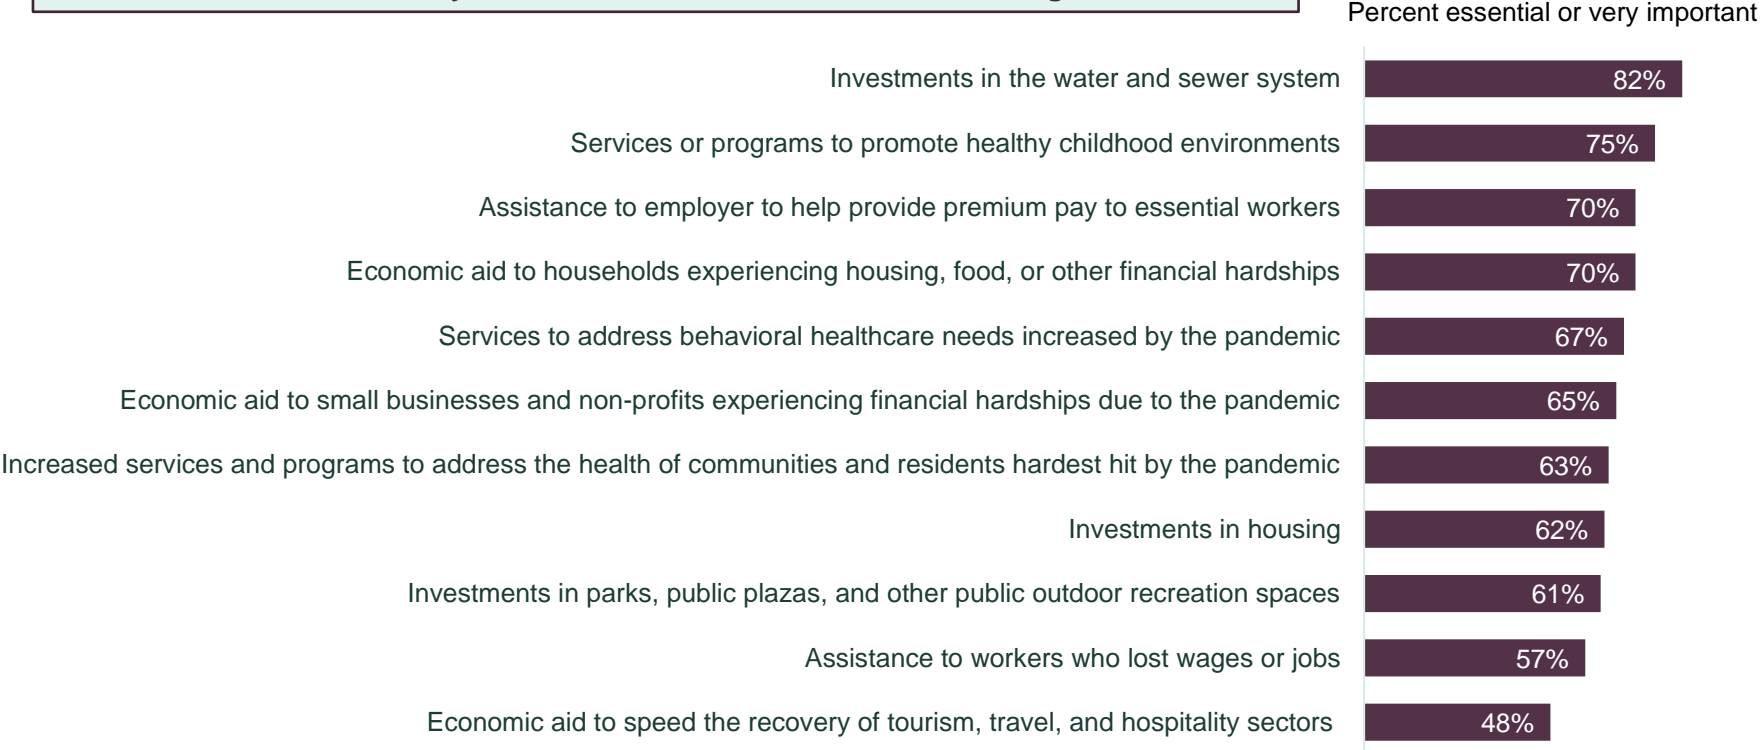 Percent essential or very important
Investments in the water and sewer system 82%
Services or programs to promote healthy childhood environments 75%
Assistance to employer to help provide premium pay to essential workers 70%
Economic aid to households experiencing housing, food, or other financial hardships 70%
Services to address behavioral healthcare needs increased by the pandemic 67%
Economic aid to small businesses and non-profits experiencing financial hardships due to the pandemic 65%
Increased services and programs to address the health of communities and residents hardest hit by the pandemic 63%
Investments in housing 62%
Investments in parks, public plazas, and other public outdoor recreation spaces 61%
Assistance to workers who lost wages or jobs 57%
Economic aid to speed the recovery of tourism, travel, and hospitality sectors 48%